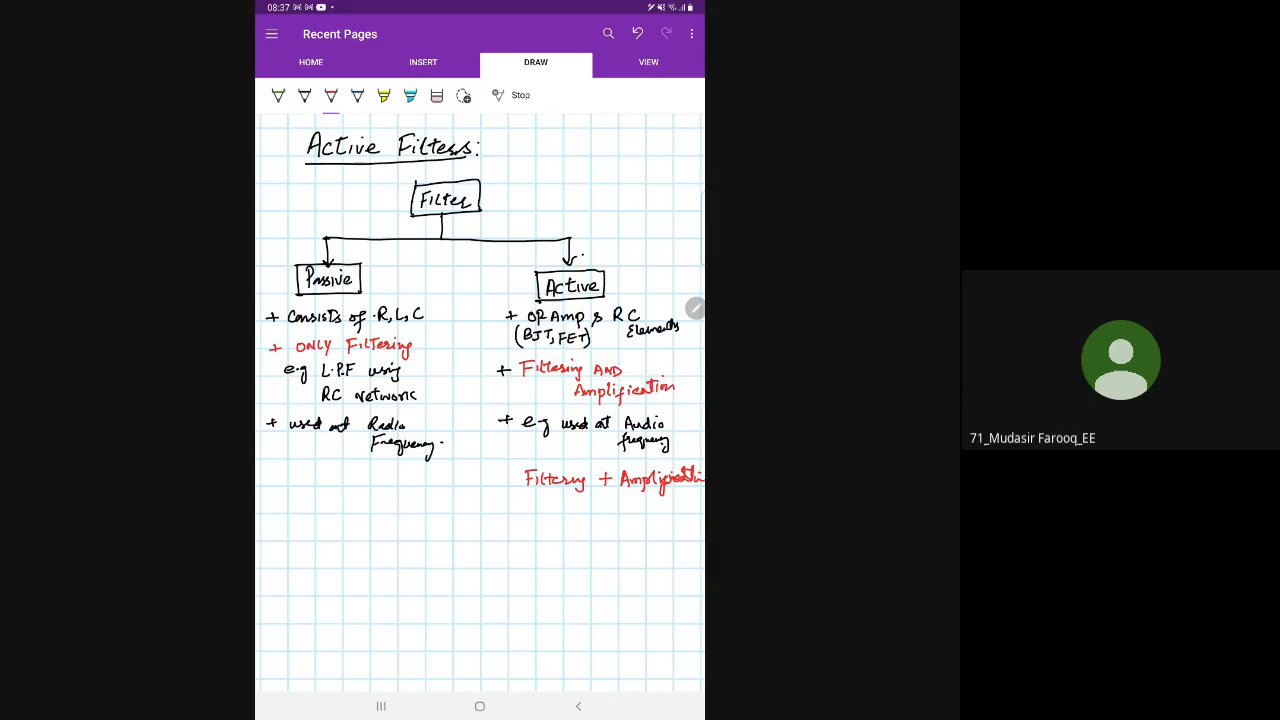 08:37
Recent Pages
HOME INSERT DRAW VIEW
Stop
Active Filters:
Filter
Passive
+ Consists of R, L, C
+ ONLY Filtering
e.g L.P.F using
RC network
+ used at Radio
Frequency.
Active
+ OP Amp & RC
Elements
(BJT, FET)
+ Filtering AND
Amplification
+ e.g used at Audio
frequency
Filtering + Amplification
71_Mudasir Farooq_EE